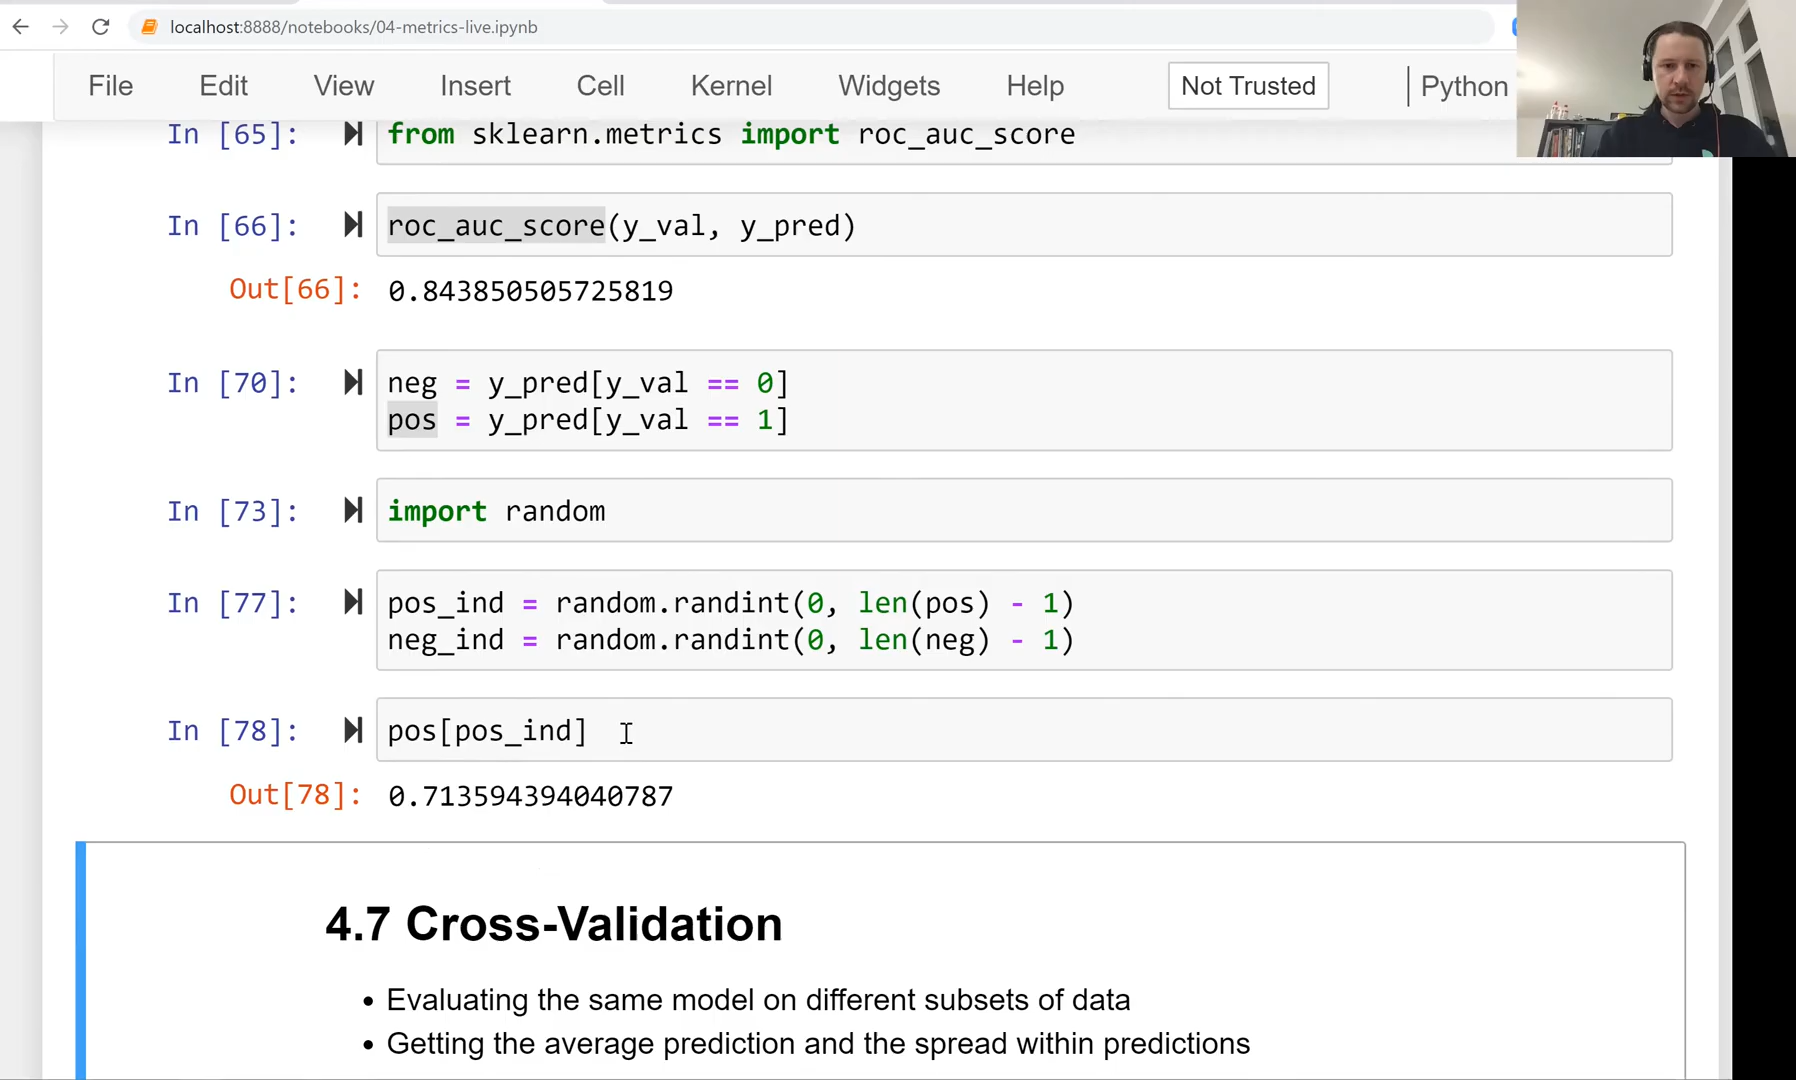 localhost:8888/notebooks/04-metrics-live.ipynb
File Edit View Insert Cell Kernel Widgets Help Not Trusted Python
In [65]: from sklearn.metrics import roc_auc_score
In [66]: roc_auc_score(y_val, y_pred)
Out[66]: 0.843850505725819
In [70]: neg = y_pred[y_val == 0]
pos = y_pred[y_val == 1]
In [73]: import random
In [77]: pos_ind = random.randint(0, len(pos) - 1)
neg_ind = random.randint(0, len(neg) - 1)
In [78]: pos[pos_ind]
Out[78]: 0.713594394040787
4.7 Cross-Validation
• Evaluating the same model on different subsets of data
• Getting the average prediction and the spread within predictions